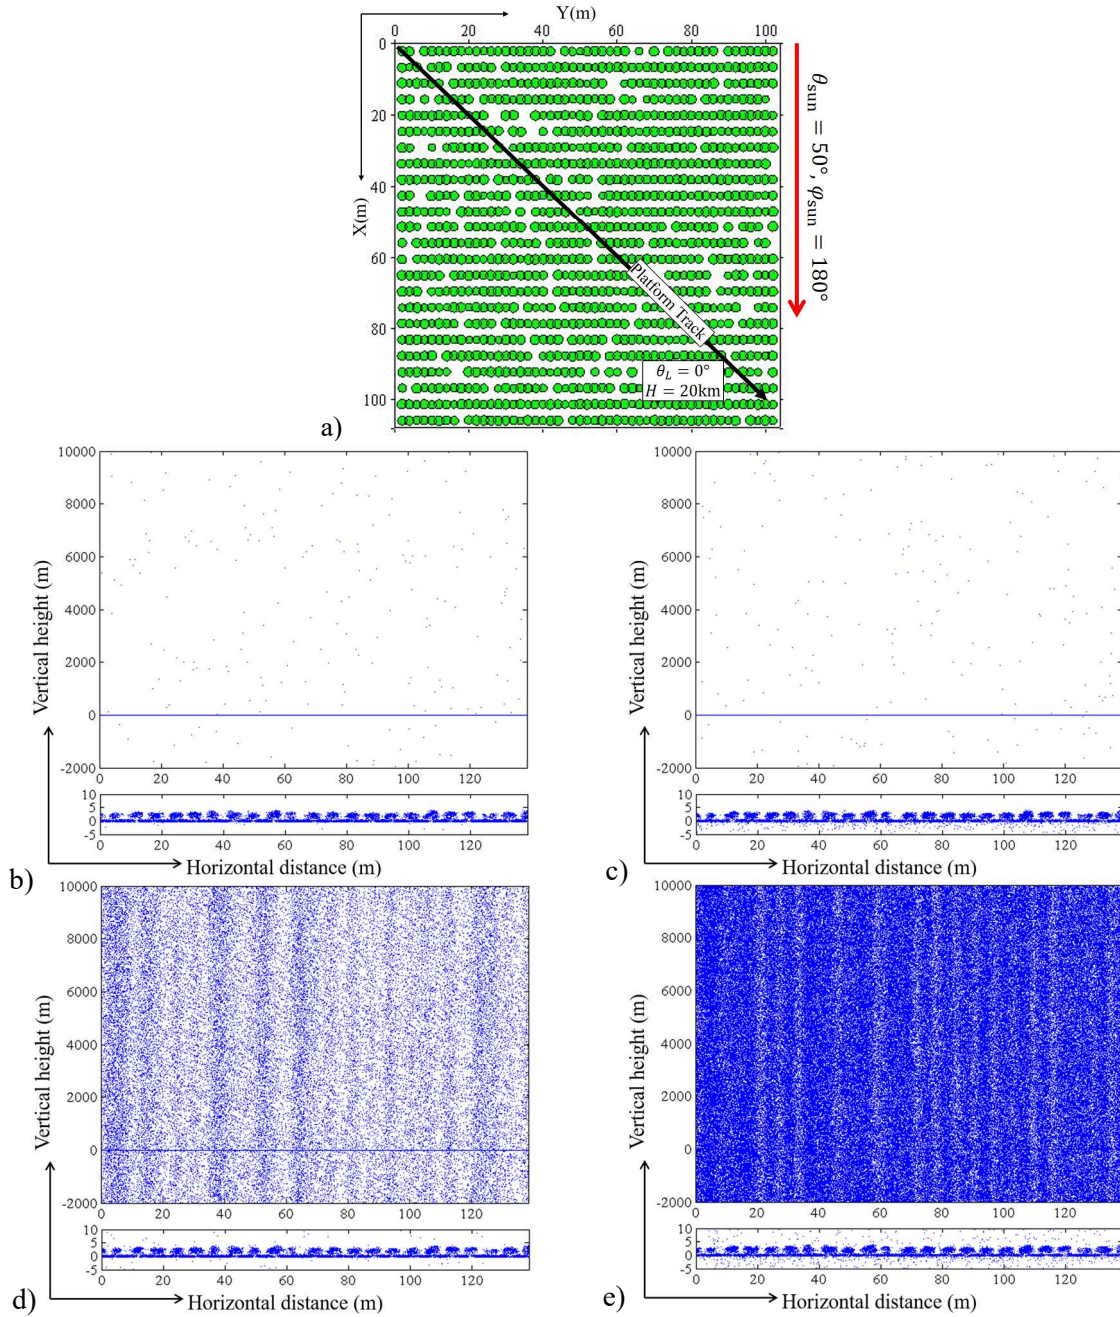 Y(m)
0 20 40 60 80 100
0
20
40
60
80
100
X(m)
θsun = 50°, φsun = 180°
Platform Track
θL = 0°
H = 20km
a)
10000
8000
6000
4000
2000
0
-2000
0 20 40 60 80 100 120
Vertical height (m)
10
5
0
-5
0 20 40 60 80 100 120
Horizontal distance (m)
b)
10000
8000
6000
4000
2000
0
-2000
0 20 40 60 80 100 120
Vertical height (m)
10
5
0
-5
0 20 40 60 80 100 120
Horizontal distance (m)
c)
10000
8000
6000
4000
2000
0
-2000
0 20 40 60 80 100 120
Vertical height (m)
10
5
0
-5
0 20 40 60 80 100 120
Horizontal distance (m)
d)
10000
8000
6000
4000
2000
0
-2000
0 20 40 60 80 100 120
Vertical height (m)
10
5
0
-5
0 20 40 60 80 100 120
Horizontal distance (m)
e)